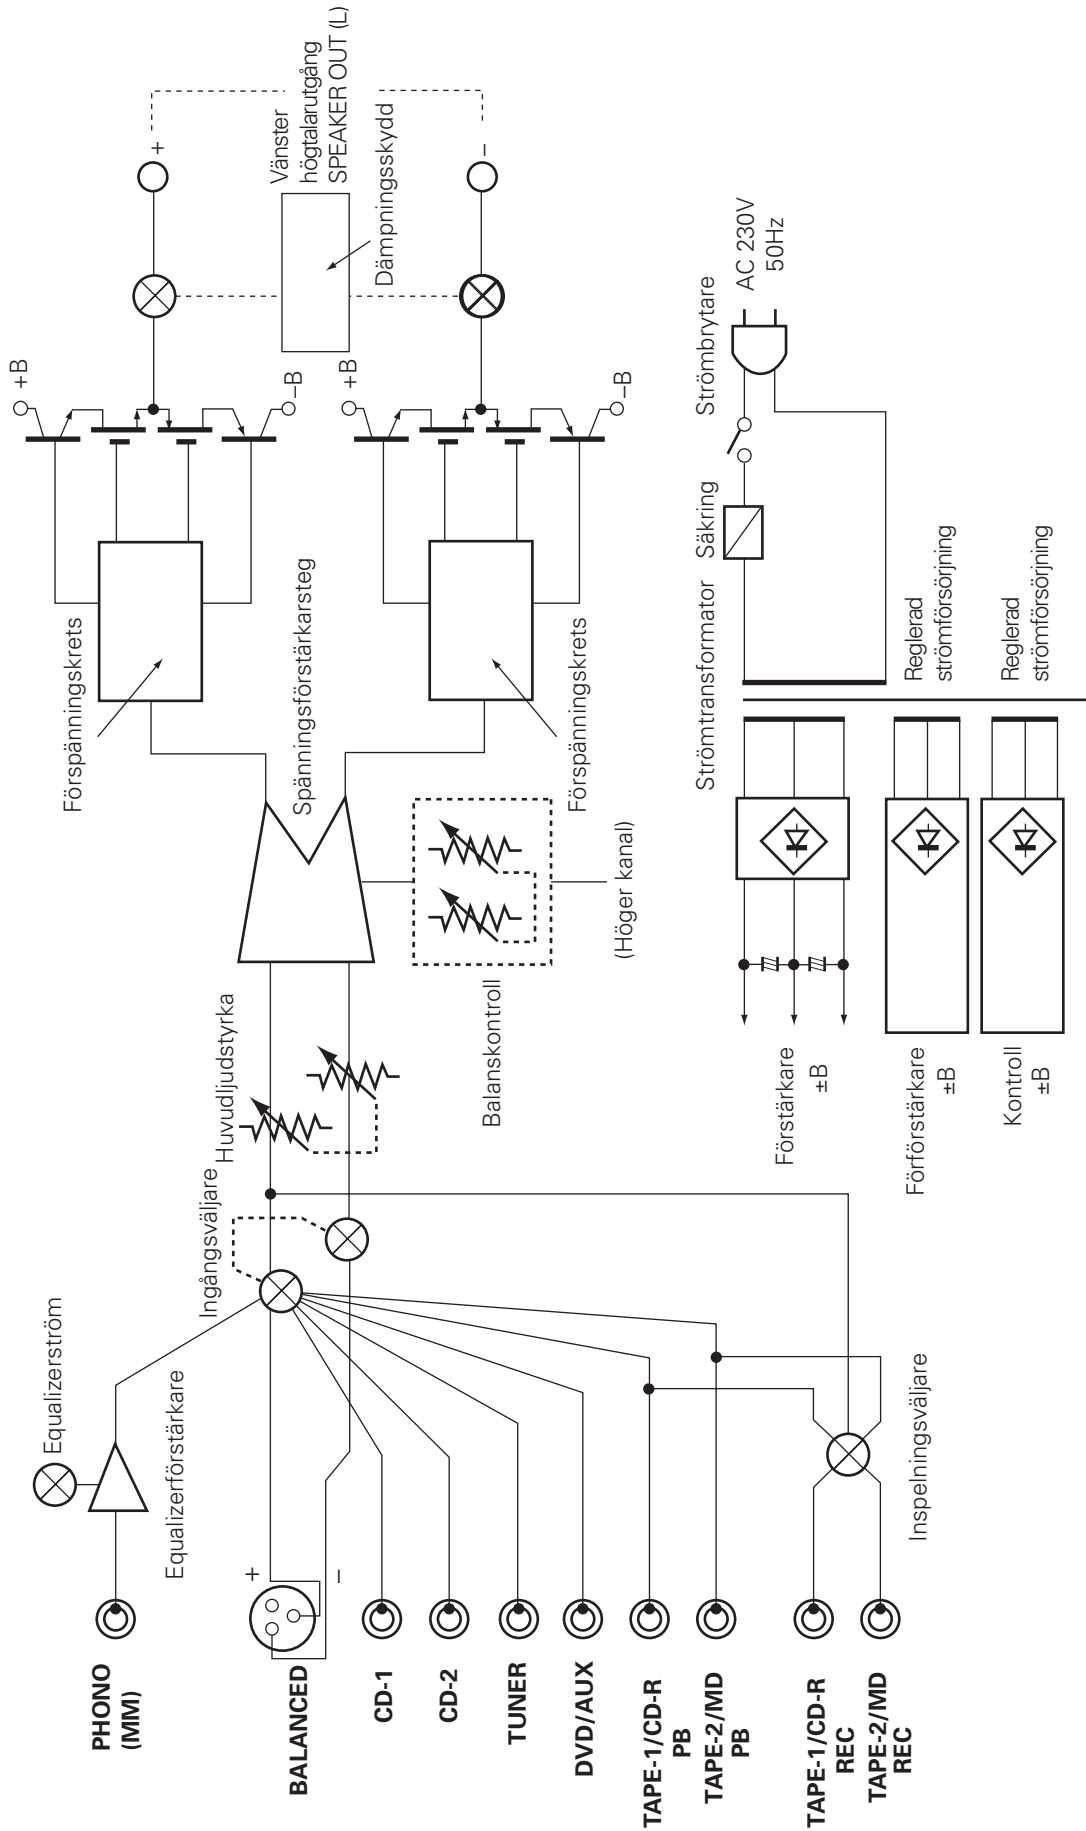 PHONO
(MM)
BALANCED
+
–
CD-1
CD-2
TUNER
DVD/AUX
TAPE-1/CD-R
PB
TAPE-2/MD
PB
TAPE-1/CD-R
REC
TAPE-2/MD
REC
Equalizerström
Equalizerförstärkare
Ingångsväljare
Inspelningsväljare
Huvudljudstyrka
Balanskontroll
(Höger kanal)
Spänningsförstärkarsteg
Förspänningskrets
Förspänningskrets
+B
–B
+B
–B
+
–
Vänster
högtalarutgång
SPEAKER OUT (L)
Dämpningsskydd
Strömtransformator
Säkring
Strömbrytare
AC 230V
50Hz
Reglerad
strömförsörjning
Reglerad
strömförsörjning
Förstärkare
±B
Förförstärkare
±B
Kontroll
±B